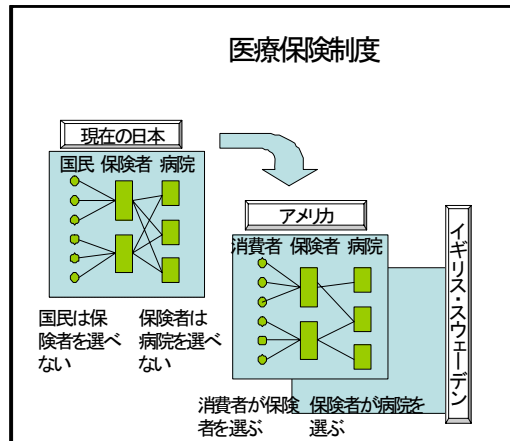 医療保険制度
現在の日本
国民 保険者 病院
国民は保
険者を選べ
ない
保険者は
病院を選べ
ない
アメリカ
消費者 保険者 病院
消費者が保険
者を選ぶ
保険者が病院を
選ぶ
イギリス・スウェーデン